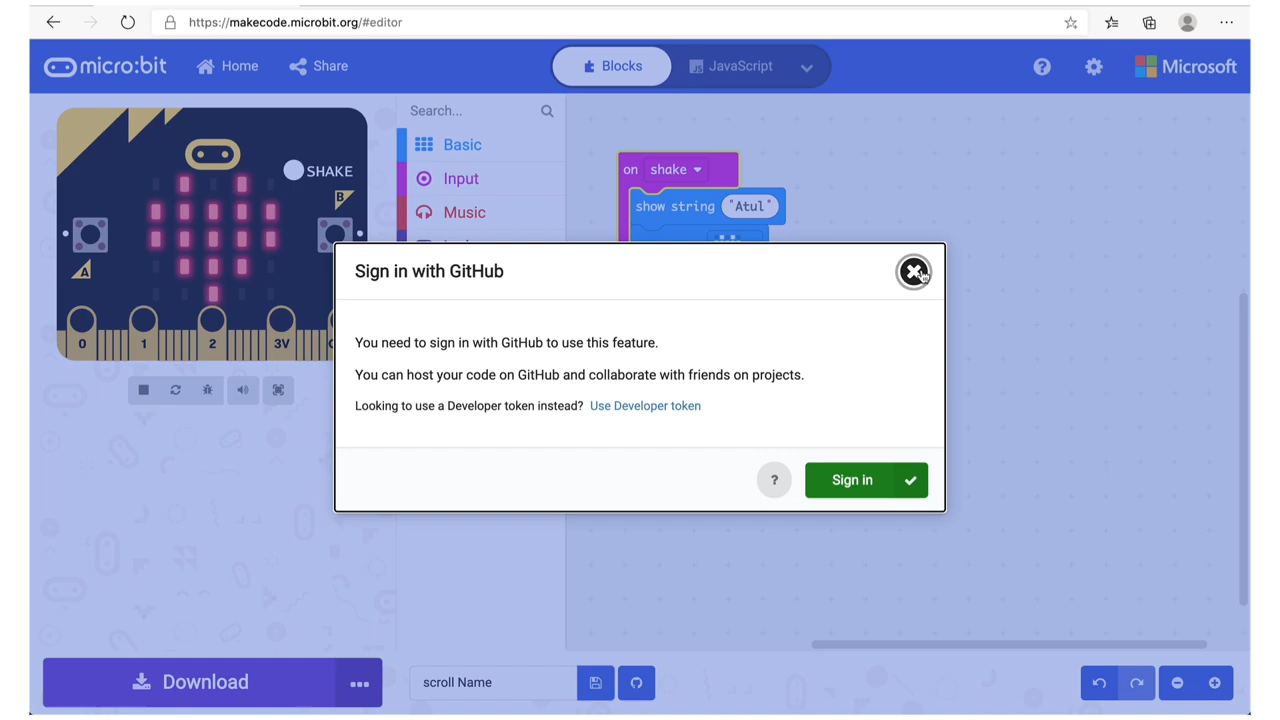 https://makecode.microbit.org/#editor
micro:bit
Home
Share
Blocks
JavaScript
Microsoft
Search...
Basic
Input
Music
SHAKE
B
A
0 1 2 3V
on shake
show string "Atul"
Sign in with GitHub
You need to sign in with GitHub to use this feature.
You can host your code on GitHub and collaborate with friends on projects.
Looking to use a Developer token instead? Use Developer token
?
Sign in
Download
scroll Name